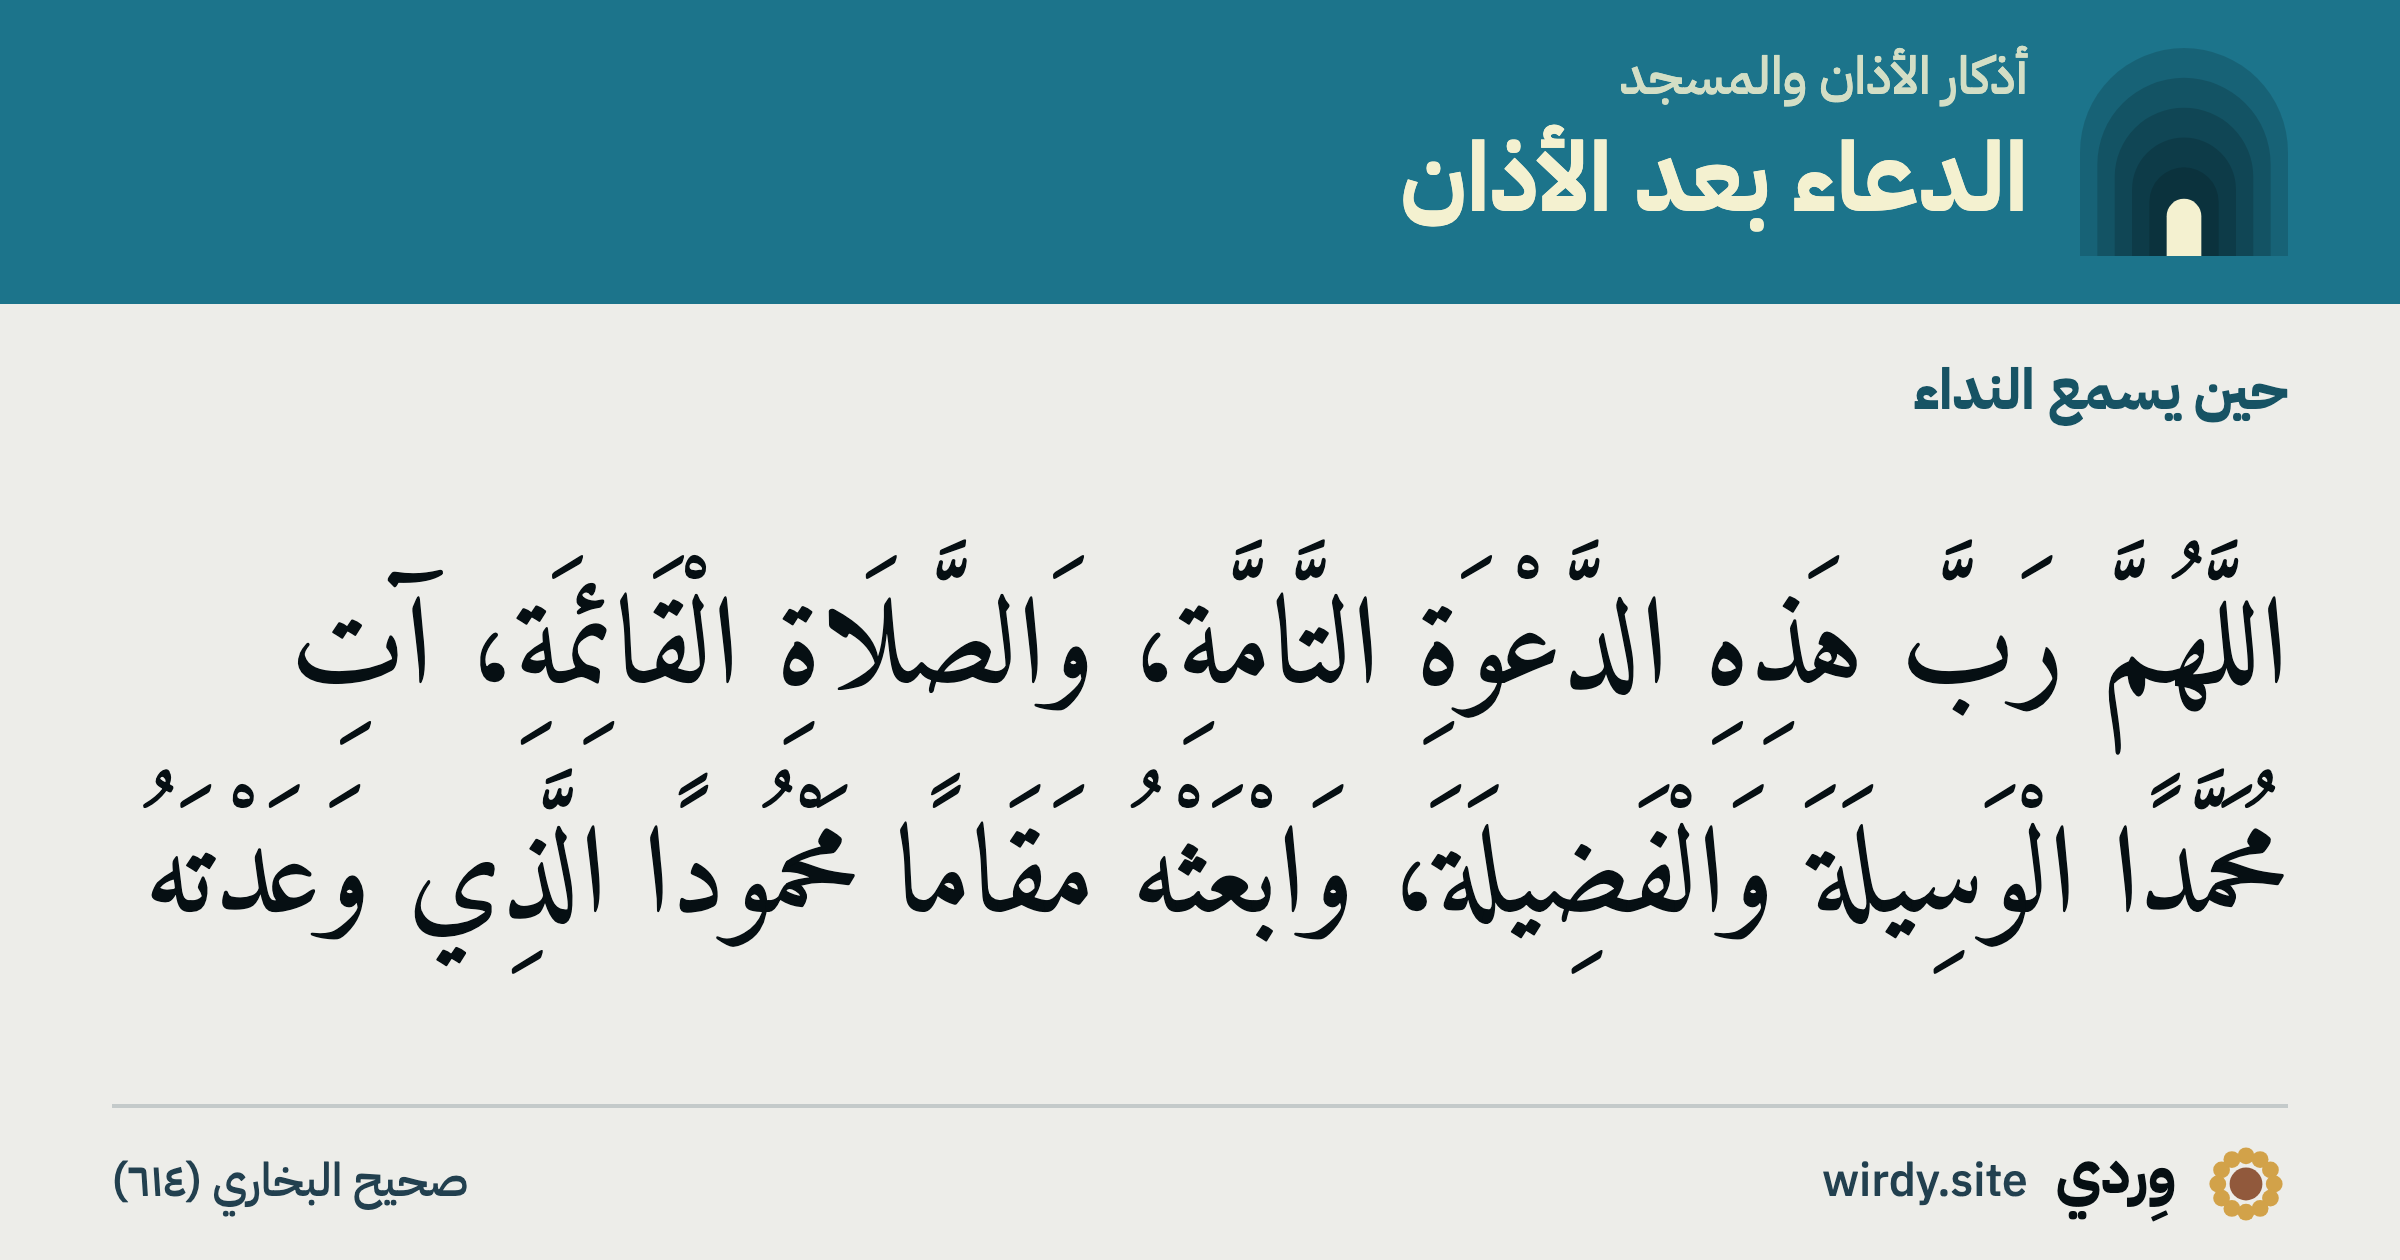 أذكار الأذان والمسجد
الدعاء بعد الأذان
حين يسمع النداء
اللَّهُمَّ رَبَّ هَذِهِ الدَّعْوَةِ التَّامَّةِ، وَالصَّلَاةِ الْقَائِمَةِ، آتِ
مُحَمَّدًا الْوَسِيلَةَ وَالْفَضِيلَةَ، وَابْعَثْهُ مَقَامًا مَحْمُودًا الَّذِي وَعَدْتَهُ
وِردي wirdy.site
صحيح البخاري (٦١٤)